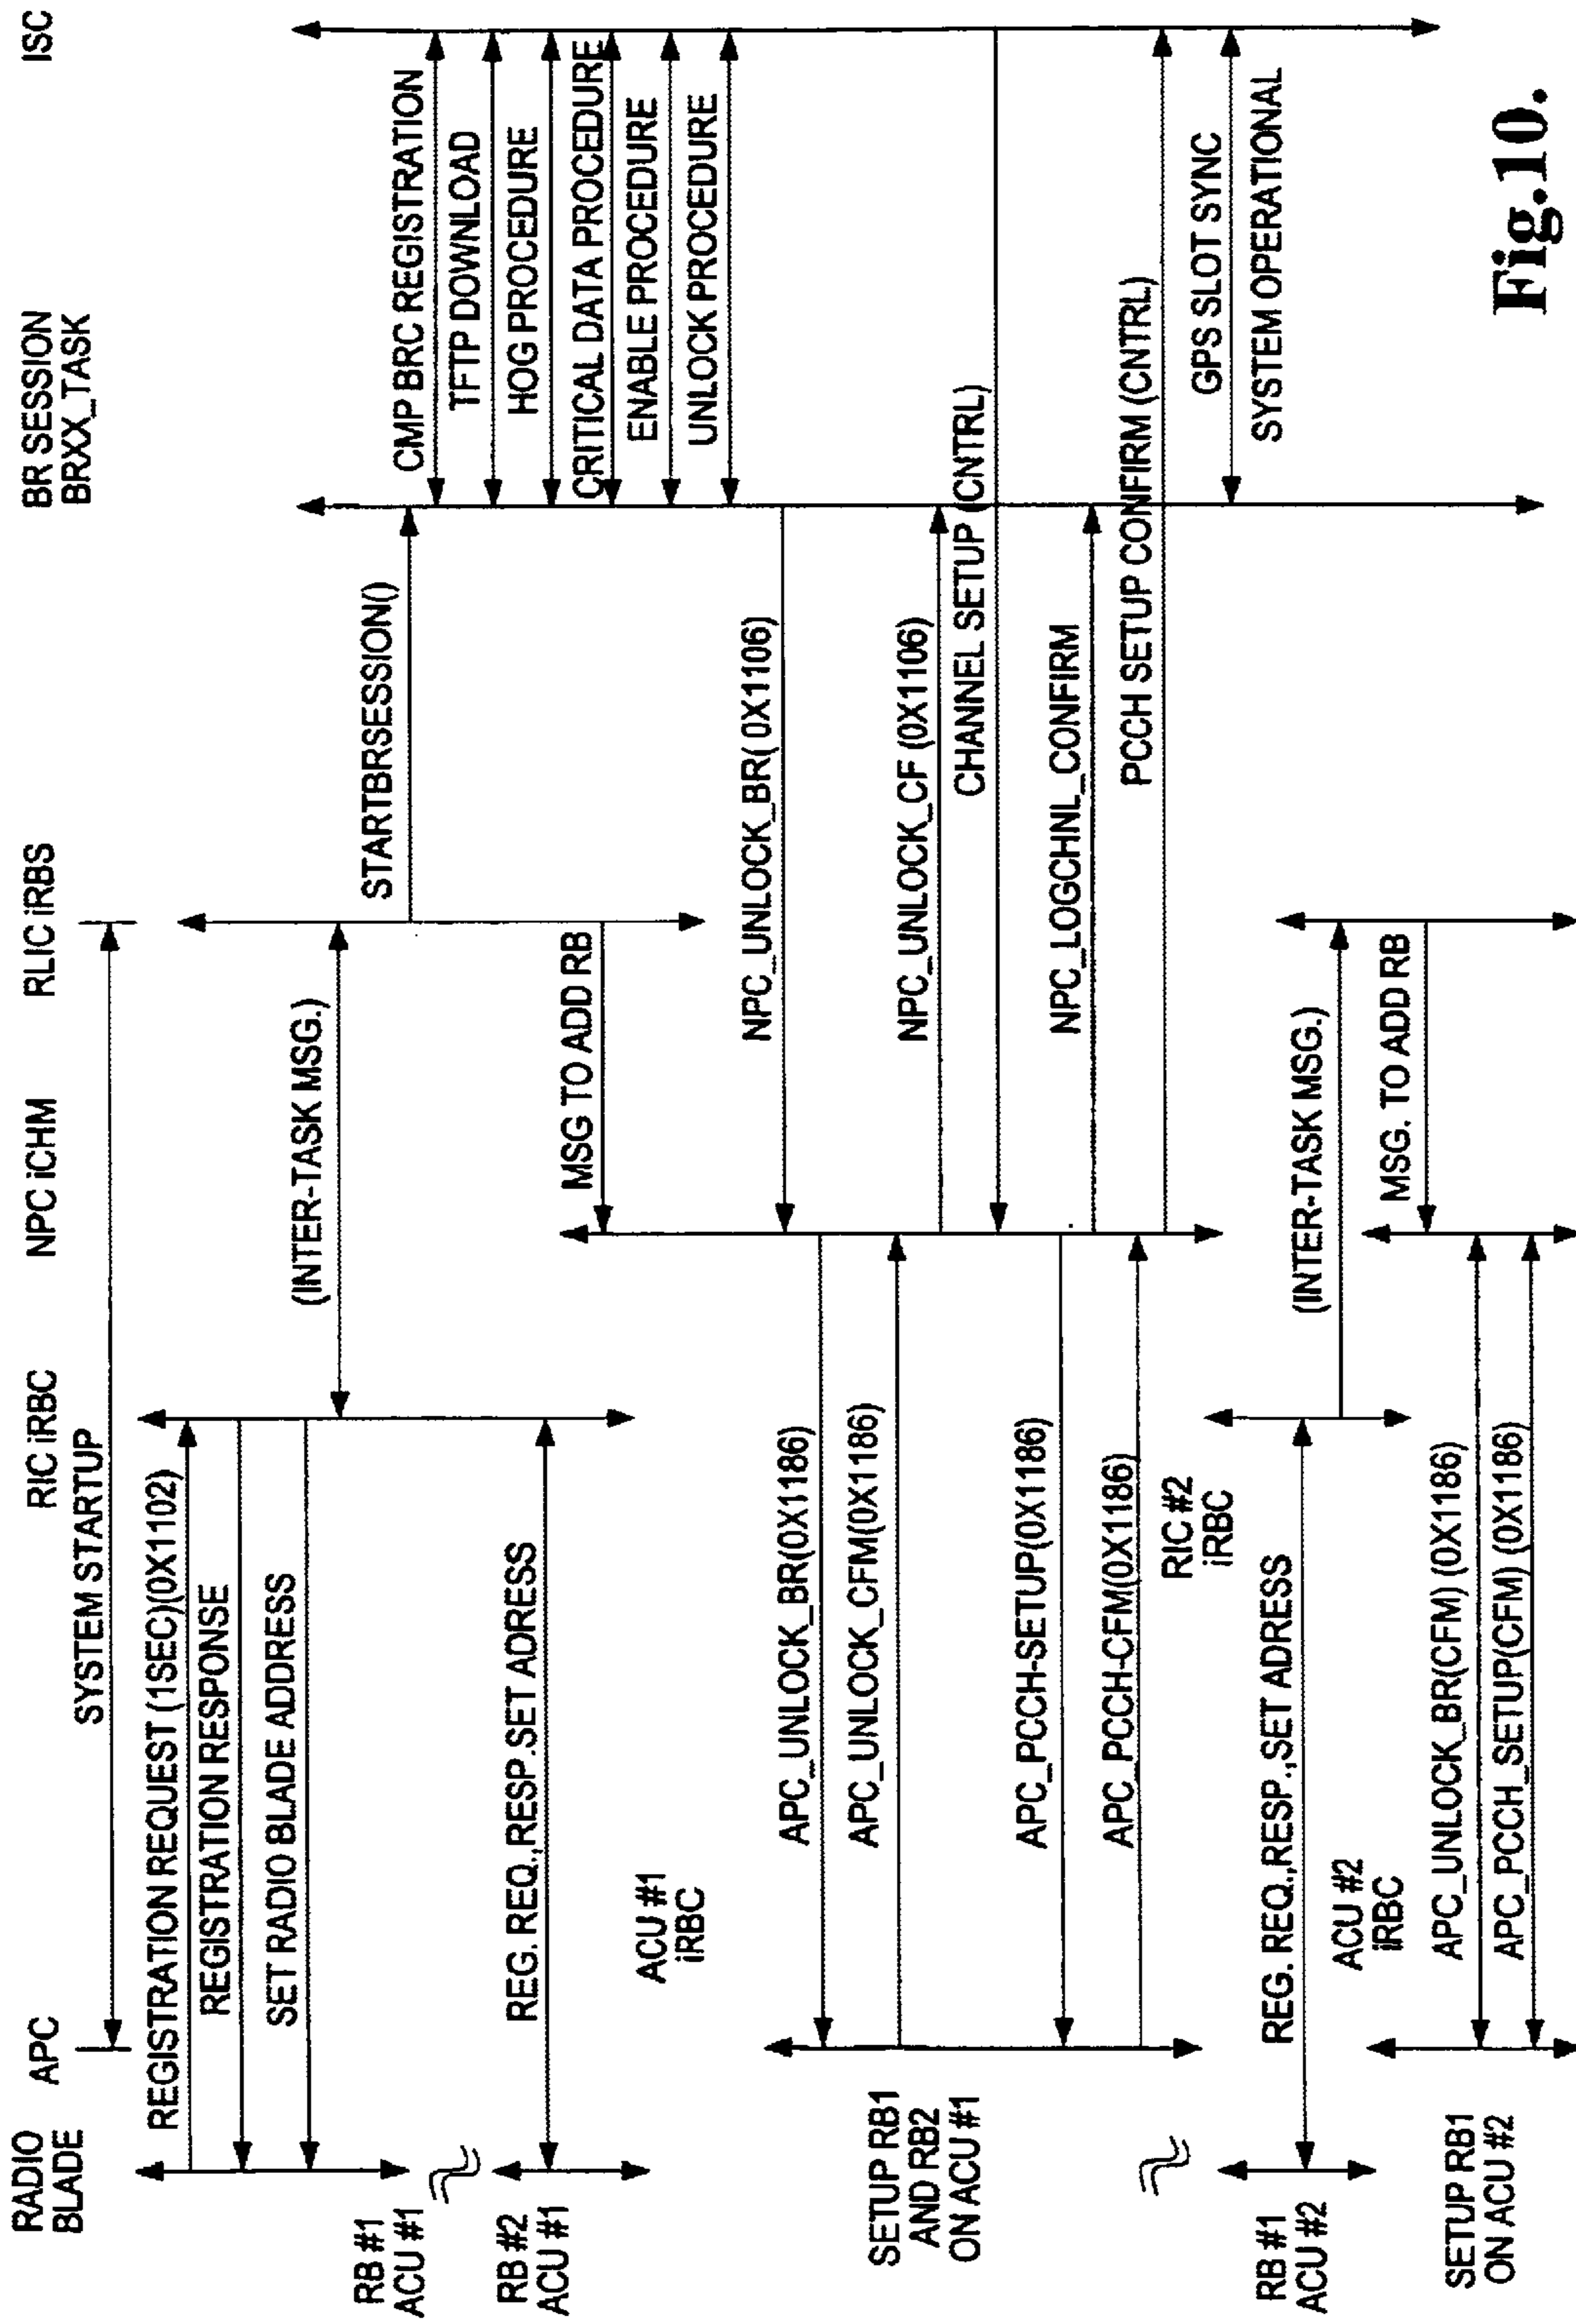 RADIO
BLADE
APC
RIC iRBC
NPC iCHM
RLIC iRBS
BR SESSION
BRXX_TASK
ISC
SYSTEM STARTUP
REGISTRATION REQUEST (1SEC)(0X1102)
REGISTRATION RESPONSE
SET RADIO BLADE ADDRESS
(INTER-TASK MSG.)
STARTBRSESSION()
CMP BRC REGISTRATION
TFTP DOWNLOAD
HOG PROCEDURE
CRITICAL DATA PROCEDURE
ENABLE PROCEDURE
UNLOCK PROCEDURE
RB #1
ACU #1
RB #2
ACU #1
REG. REQ.,RESP.SET ADRESS
MSG TO ADD RB
ACU #1
iRBC
NPC_UNLOCK_BR( 0X1106)
APC_UNLOCK_BR(0X1186)
APC_UNLOCK_CFM(0X1186)
NPC_UNLOCK_CF (0X1106)
CHANNEL SETUP (CNTRL)
SETUP RB1
AND RB2
ON ACU #1
APC_PCCH-SETUP(0X1186)
NPC_LOGCHNL_CONFIRM
APC_PCCH-CFM(0X1186)
PCCH SETUP CONFIRM (CNTRL)
RIC #2
iRBC
GPS SLOT SYNC
SYSTEM OPERATIONAL
RB #1
ACU #2
REG. REQ.,RESP.,SET ADRESS
(INTER-TASK MSG.)
ACU #2
iRBC
MSG. TO ADD RB
SETUP RB1
ON ACU #2
APC_UNLOCK_BR(CFM) (0X1186)
APC_PCCH_SETUP(CFM) (0X1186)
Fig.10.